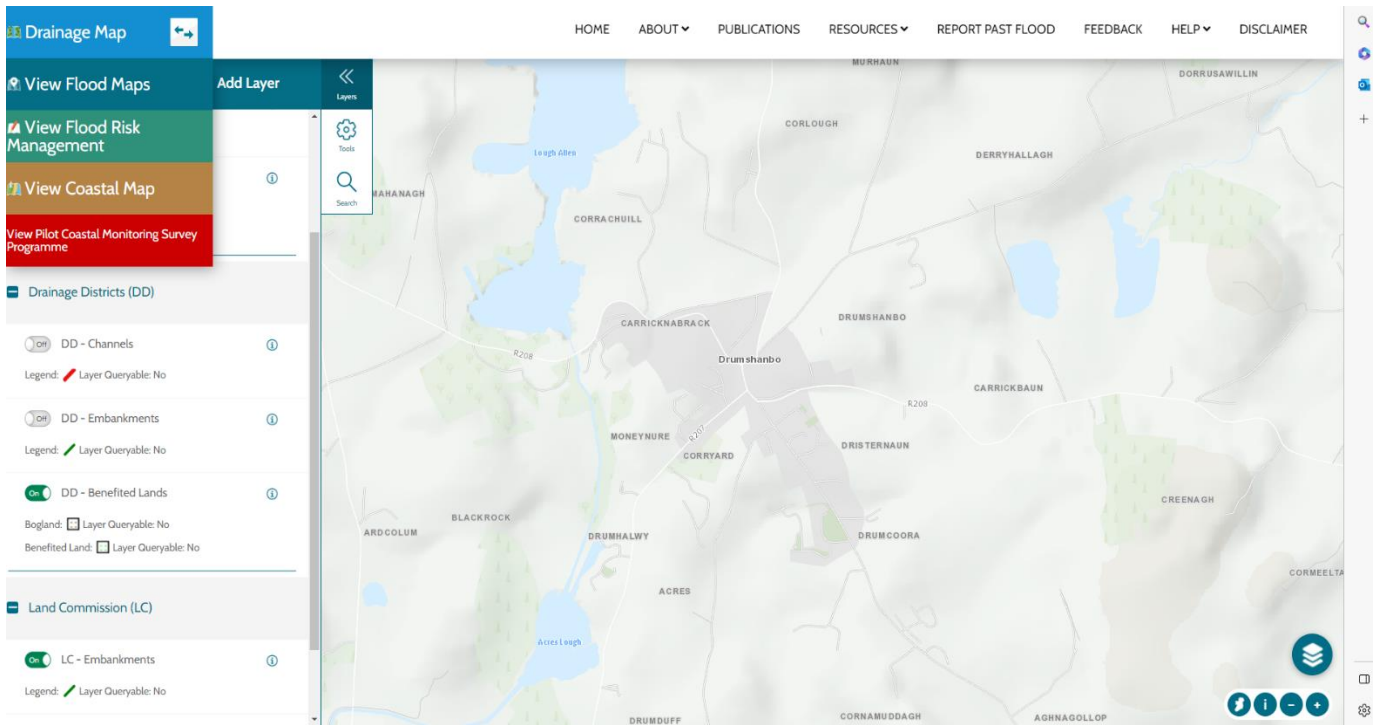 Drainage Map
HOME ABOUT PUBLICATIONS RESOURCES REPORT PAST FLOOD FEEDBACK HELP DISCLAIMER
View Flood Maps
Add Layer
View Flood Risk
Management
View Coastal Map
View Pilot Coastal Monitoring Survey
Programme
Drainage Districts (DD)
Off DD - Channels
Legend: Layer Queryable: No
Off DD - Embankments
Legend: Layer Queryable: No
On DD - Benefited Lands
Bogland: Layer Queryable: No
Benefited Land: Layer Queryable: No
Land Commission (LC)
On LC - Embankments
Legend: Layer Queryable: No
Layers
Tools
Search
MURHAUN
DORRUSAWILLIN
CORLOUGH
Lough Allen
DERRYHALLAGH
MAHANAGH
CORRACHUILL
CARRICKNABRACK
DRUMSHANBO
R208
Drumshanbo
CARRICKBAUN
R208
MONEYNURE
R207
DRISTERNAUN
CORRYARD
CREENAGH
BLACKROCK
ARDCOLUM
DRUMHALWY
DRUMCOORA
CORMEELTA
ACRES
Acres Lough
DRUMDUFF
CORNAMUDDAGH
AGHNAGOLLOP